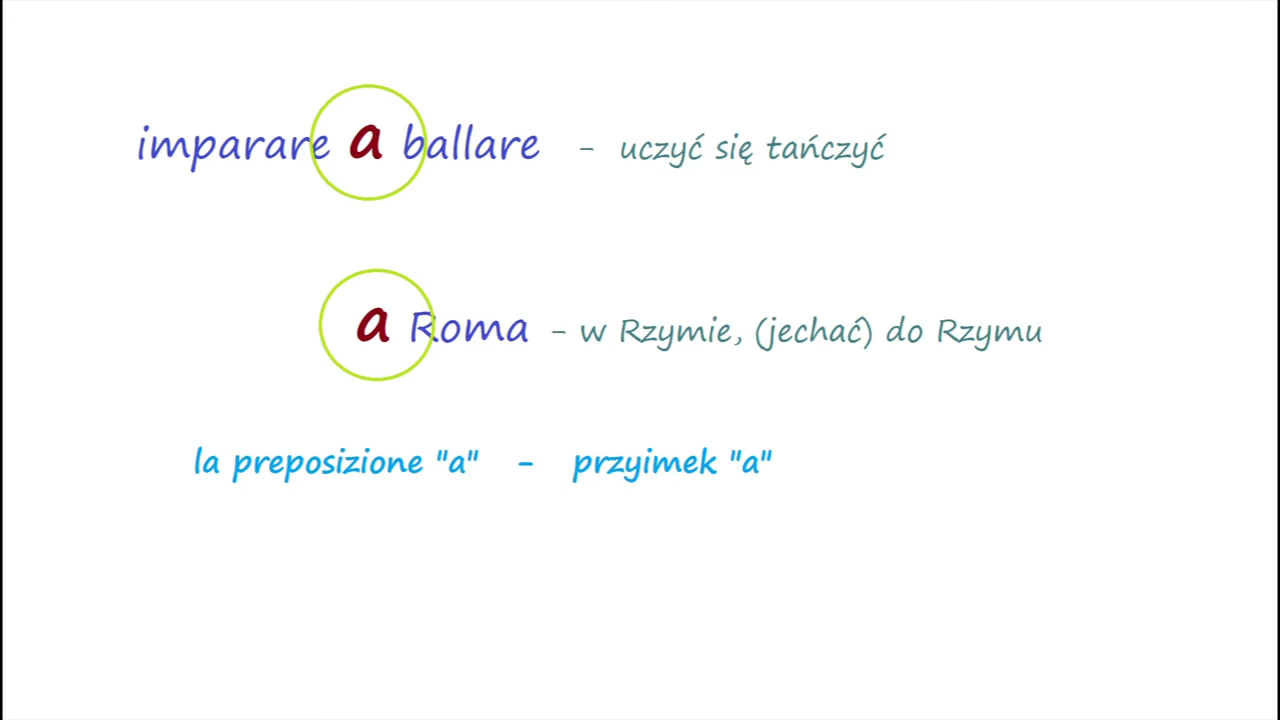 imparare a ballare - uczyć się tańczyć
a Roma - w Rzymie, (jechać) do Rzymu
la preposizione "a" - przyimek "a"